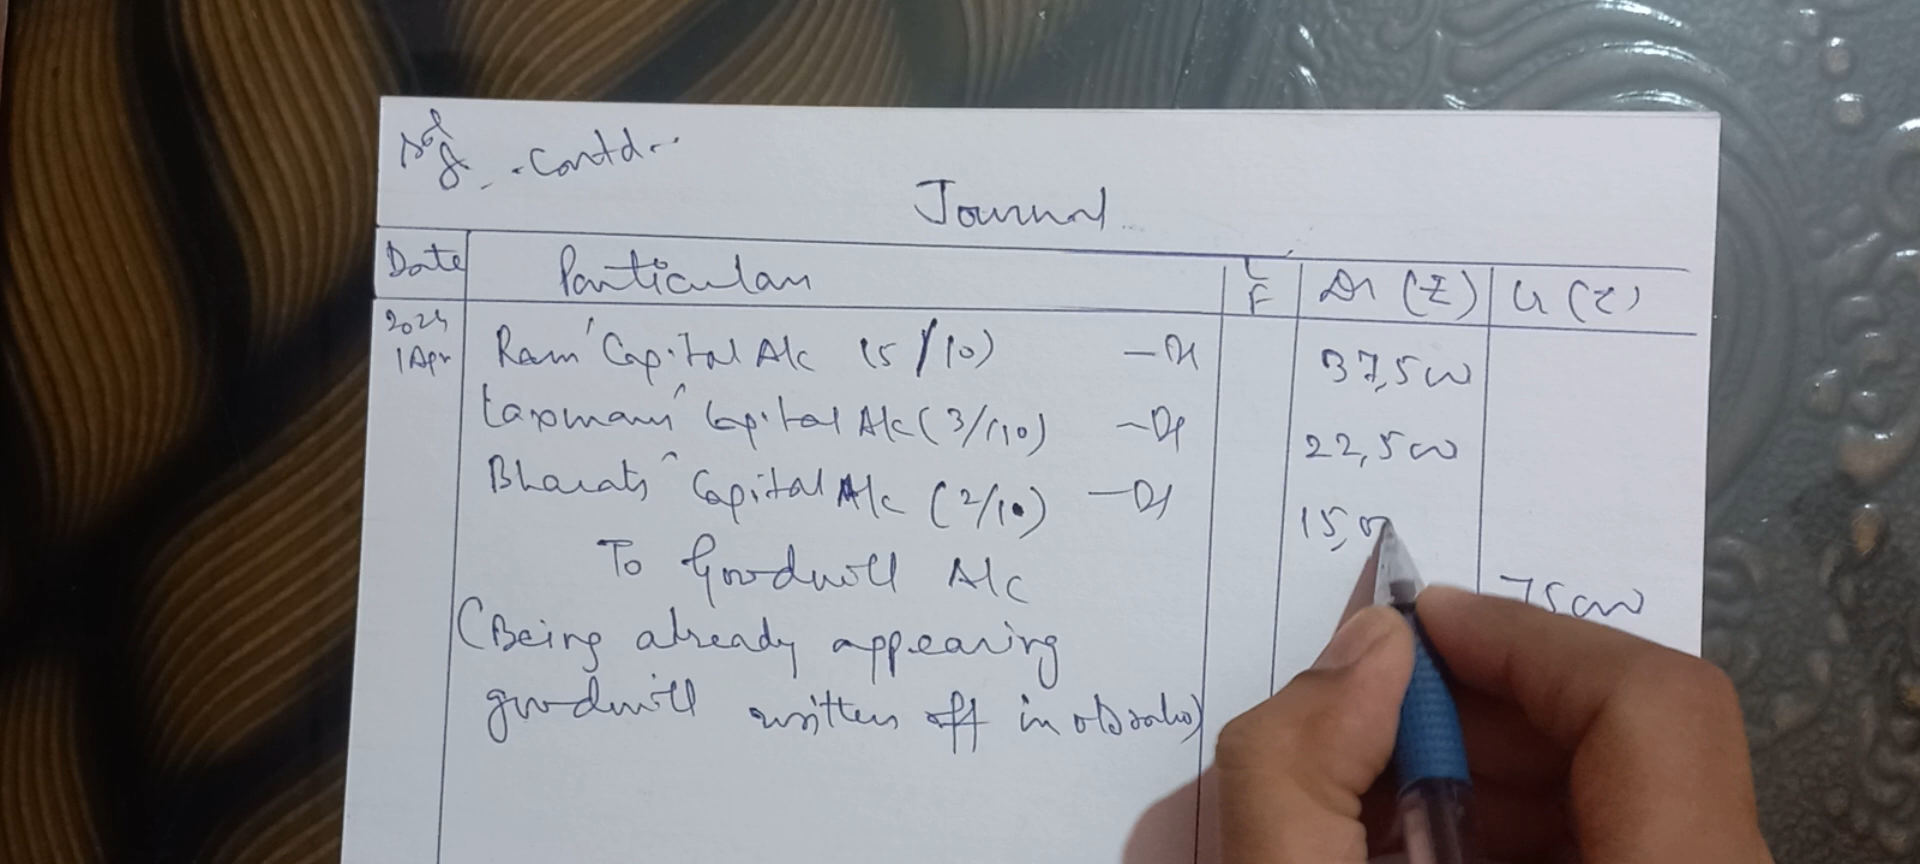 Contd..
Journal
Date Particulars L F Dr (₹) Cr (₹)
2024
1 Apr Ram' Capital A/c (5/10) —Dr 37,500
Laxman' Capital A/c (3/10) —Dr 22,500
Bharat's Capital A/c (2/10) —Dr 15,0
To Goodwill A/c 75000
(Being already appearing
goodwill written off in old ratio)